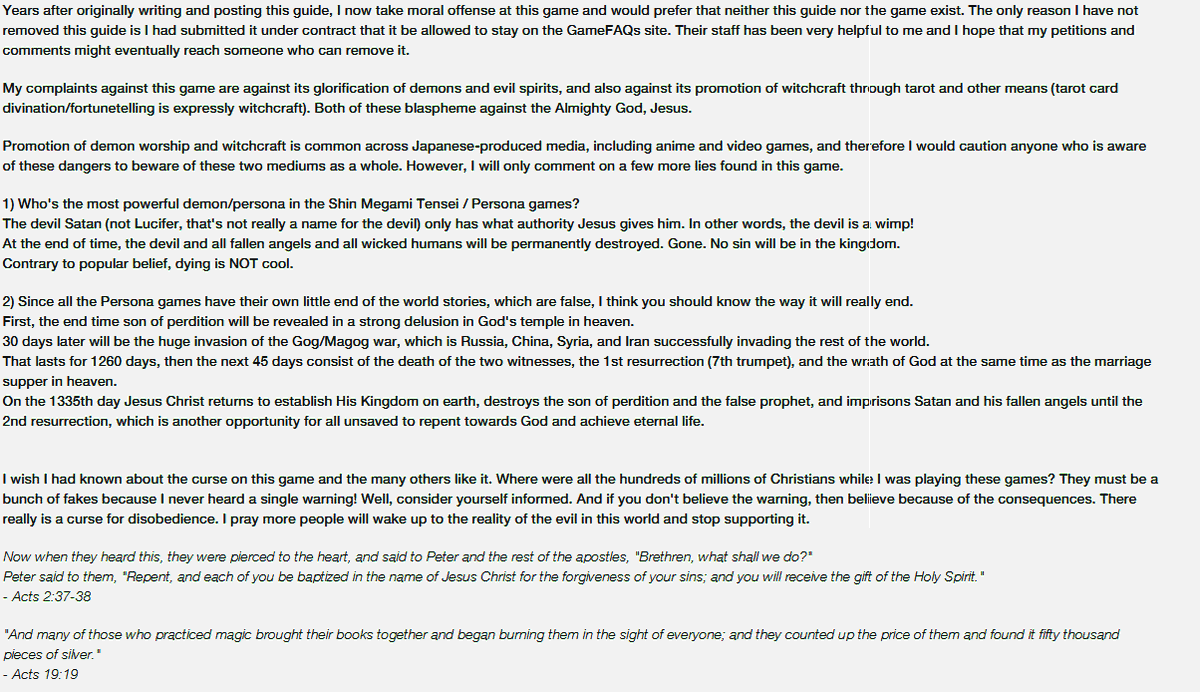 Years after originally writing and posting this guide, I now take moral offense at this game and would prefer that neither this guide nor the game exist. The only reason I have not
removed this guide is I had submitted it under contract that it be allowed to stay on the GameFAQs site. Their staff has been very helpful to me and I hope that my petitions and
comments might eventually reach someone who can remove it.
My complaints against this game are against its glorification of demons and evil spirits, and also against its promotion of witchcraft through tarot and other means (tarot card
divination/fortunetelling is expressly witchcraft). Both of these blaspheme against the Almighty God, Jesus.
Promotion of demon worship and witchcraft is common across Japanese-produced media, including anime and video games, and therefore I would caution anyone who is aware
of these dangers to beware of these two mediums as a whole. However, I will only comment on a few more lies found in this game.
1) Who's the most powerful demon/persona in the Shin Megami Tensei / Persona games?
The devil Satan (not Lucifer, that's not really a name for the devil) only has what authority Jesus gives him. In other words, the devil is a wimp!
At the end of time, the devil and all fallen angels and all wicked humans will be permanently destroyed. Gone. No sin will be in the kingdom.
Contrary to popular belief, dying is NOT cool.
2) Since all the Persona games have their own little end of the world stories, which are false, I think you should know the way it will really end.
First, the end time son of perdition will be revealed in a strong delusion in God's temple in heaven.
30 days later will be the huge invasion of the Gog/Magog war, which is Russia, China, Syria, and Iran successfully invading the rest of the world.
That lasts for 1260 days, then the next 45 days consist of the death of the two witnesses, the 1st resurrection (7th trumpet), and the wrath of God at the same time as the marriage
supper in heaven.
On the 1335th day Jesus Christ returns to establish His Kingdom on earth, destroys the son of perdition and the false prophet, and imprisons Satan and his fallen angels until the
2nd resurrection, which is another opportunity for all unsaved to repent towards God and achieve eternal life.
I wish I had known about the curse on this game and the many others like it. Where were all the hundreds of millions of Christians while I was playing these games? They must be a
bunch of fakes because I never heard a single warning! Well, consider yourself informed. And if you don't believe the warning, then believe because of the consequences. There
really is a curse for disobedience. I pray more people will wake up to the reality of the evil in this world and stop supporting it.
Now when they heard this, they were pierced to the heart, and said to Peter and the rest of the apostles, "Brethren, what shall we do?"
Peter said to them, "Repent, and each of you be baptized in the name of Jesus Christ for the forgiveness of your sins; and you will receive the gift of the Holy Spirit."
- Acts 2:37-38
"And many of those who practiced magic brought their books together and began burning them in the sight of everyone; and they counted up the price of them and found it fifty thousand
pieces of silver."
- Acts 19:19